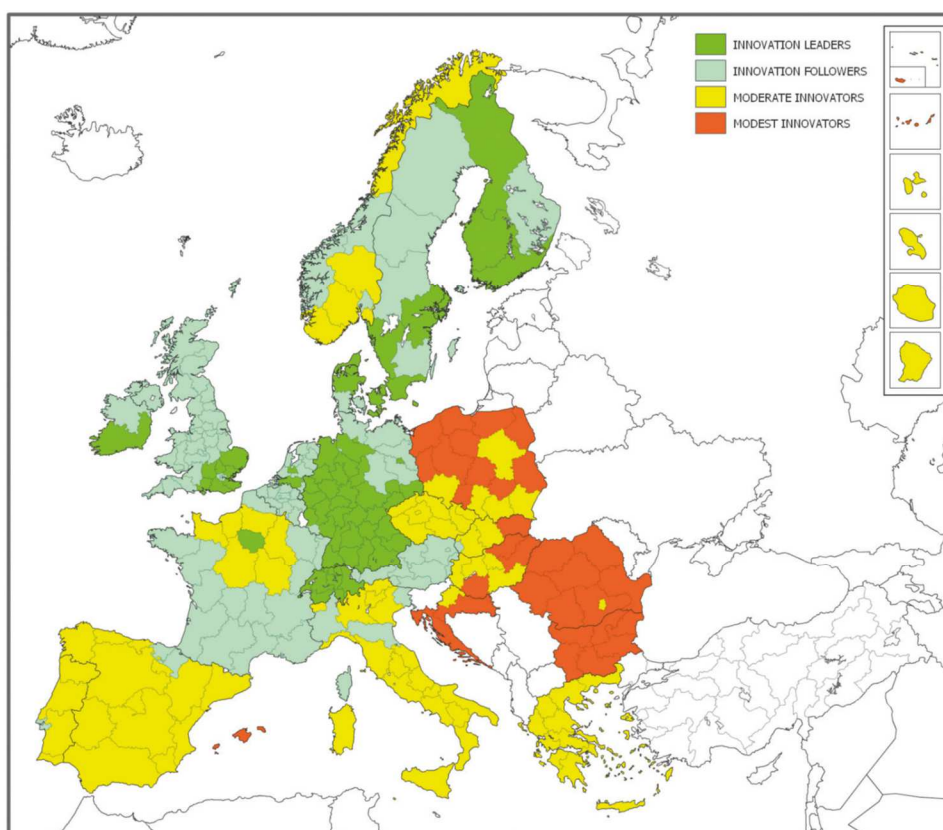 INNOVATION LEADERS
INNOVATION FOLLOWERS
MODERATE INNOVATORS
MODEST INNOVATORS